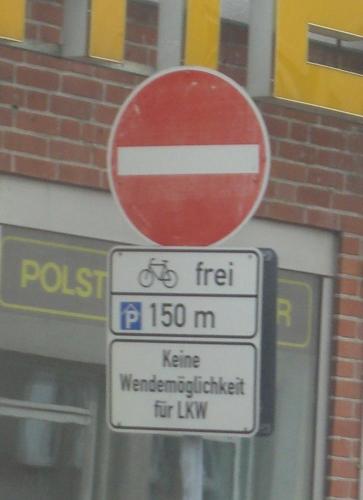 POLST
R
frei
P 150 m
Keine
Wendemöglichkeit
für LKW